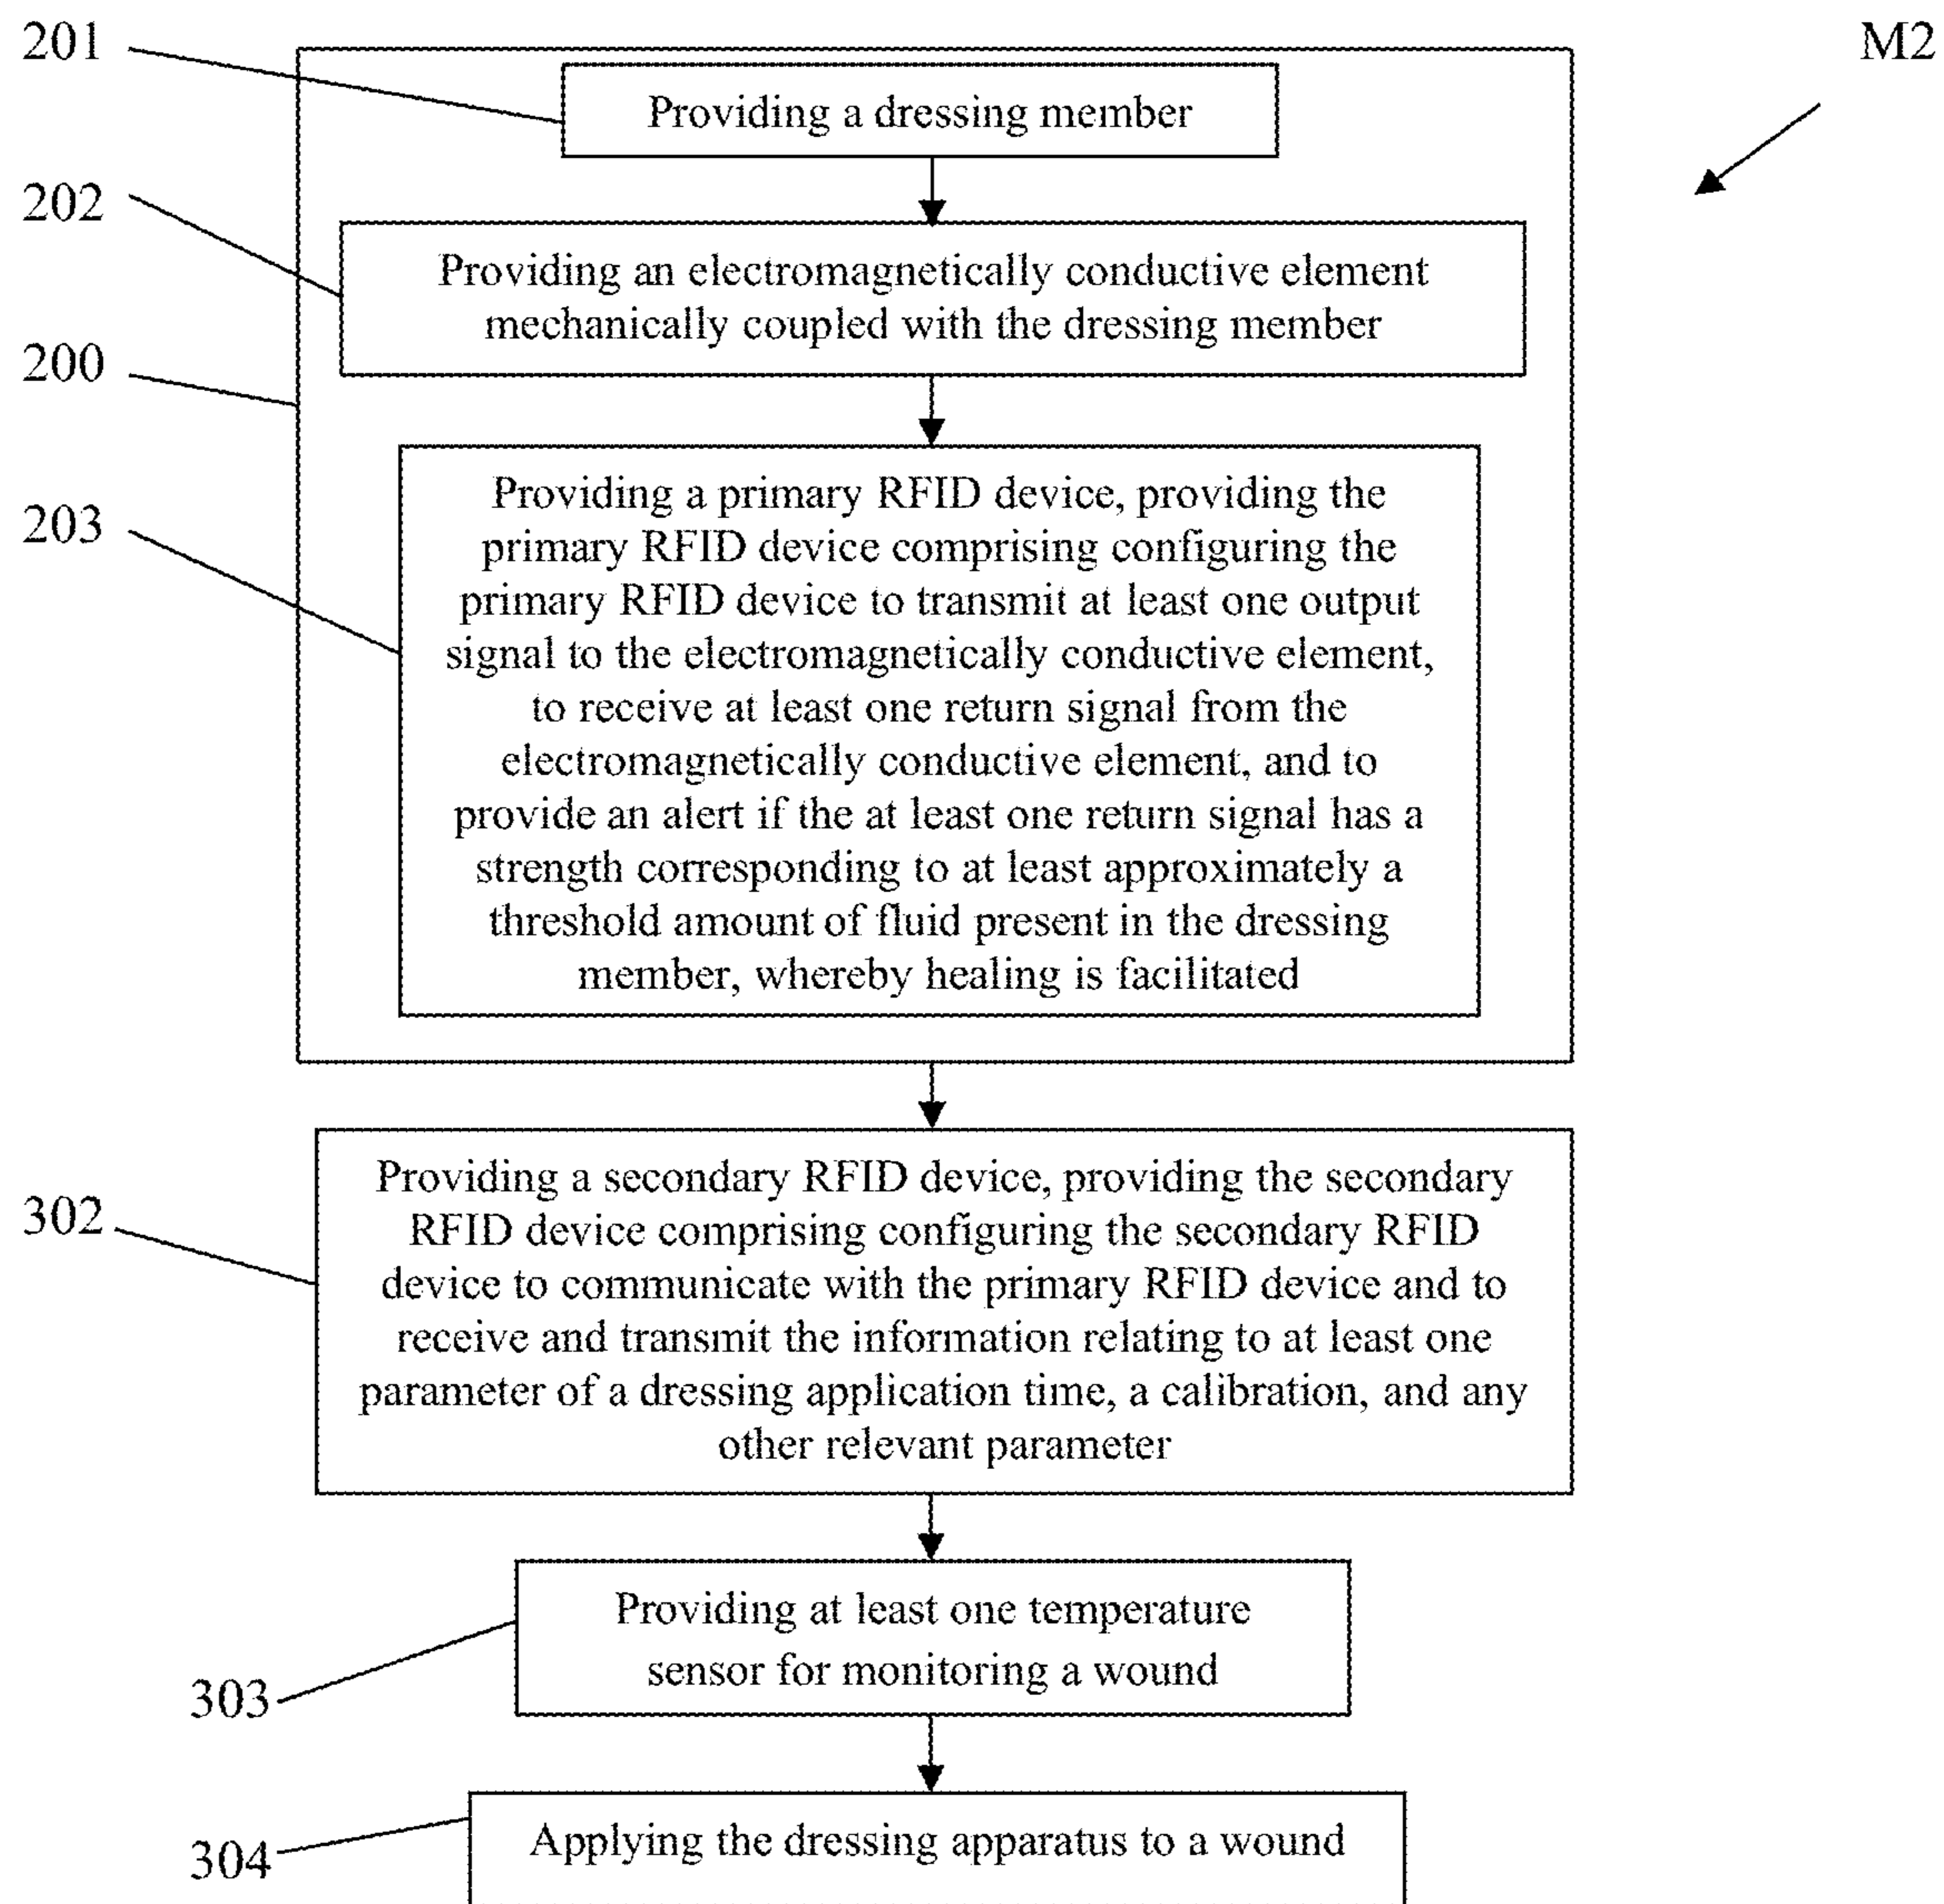 201
M2
Providing a dressing member
202
Providing an electromagnetically conductive element
mechanically coupled with the dressing member
200
203
Providing a primary RFID device, providing the
primary RFID device comprising configuring the
primary RFID device to transmit at least one output
signal to the electromagnetically conductive element,
to receive at least one return signal from the
electromagnetically conductive element, and to
provide an alert if the at least one return signal has a
strength corresponding to at least approximately a
threshold amount of fluid present in the dressing
member, whereby healing is facilitated
302
Providing a secondary RFID device, providing the secondary
RFID device comprising configuring the secondary RFID
device to communicate with the primary RFID device and to
receive and transmit the information relating to at least one
parameter of a dressing application time, a calibration, and any
other relevant parameter
303
Providing at least one temperature
sensor for monitoring a wound
304
Applying the dressing apparatus to a wound